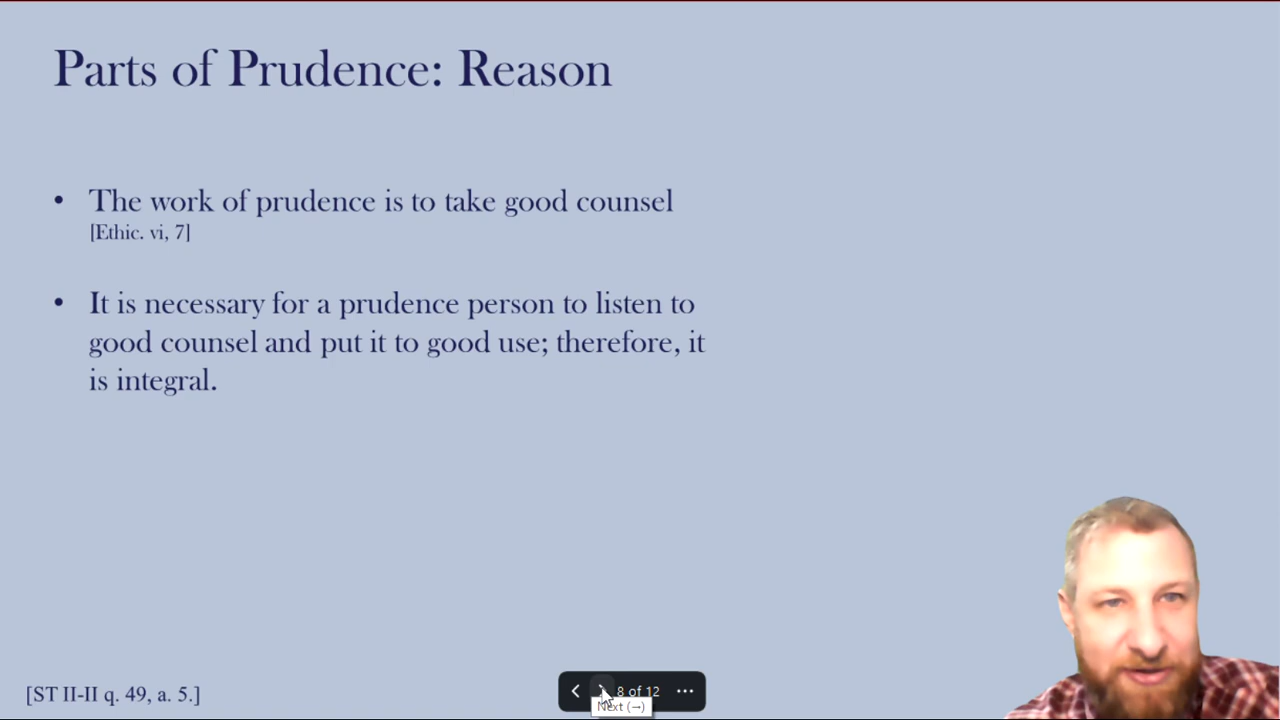 Parts of Prudence: Reason
• The work of prudence is to take good counsel
[Ethic. vi, 7]
• It is necessary for a prudence person to listen to
good counsel and put it to good use; therefore, it
is integral.
[ST II-II q. 49, a. 5.]
8 of 12
Next (→)